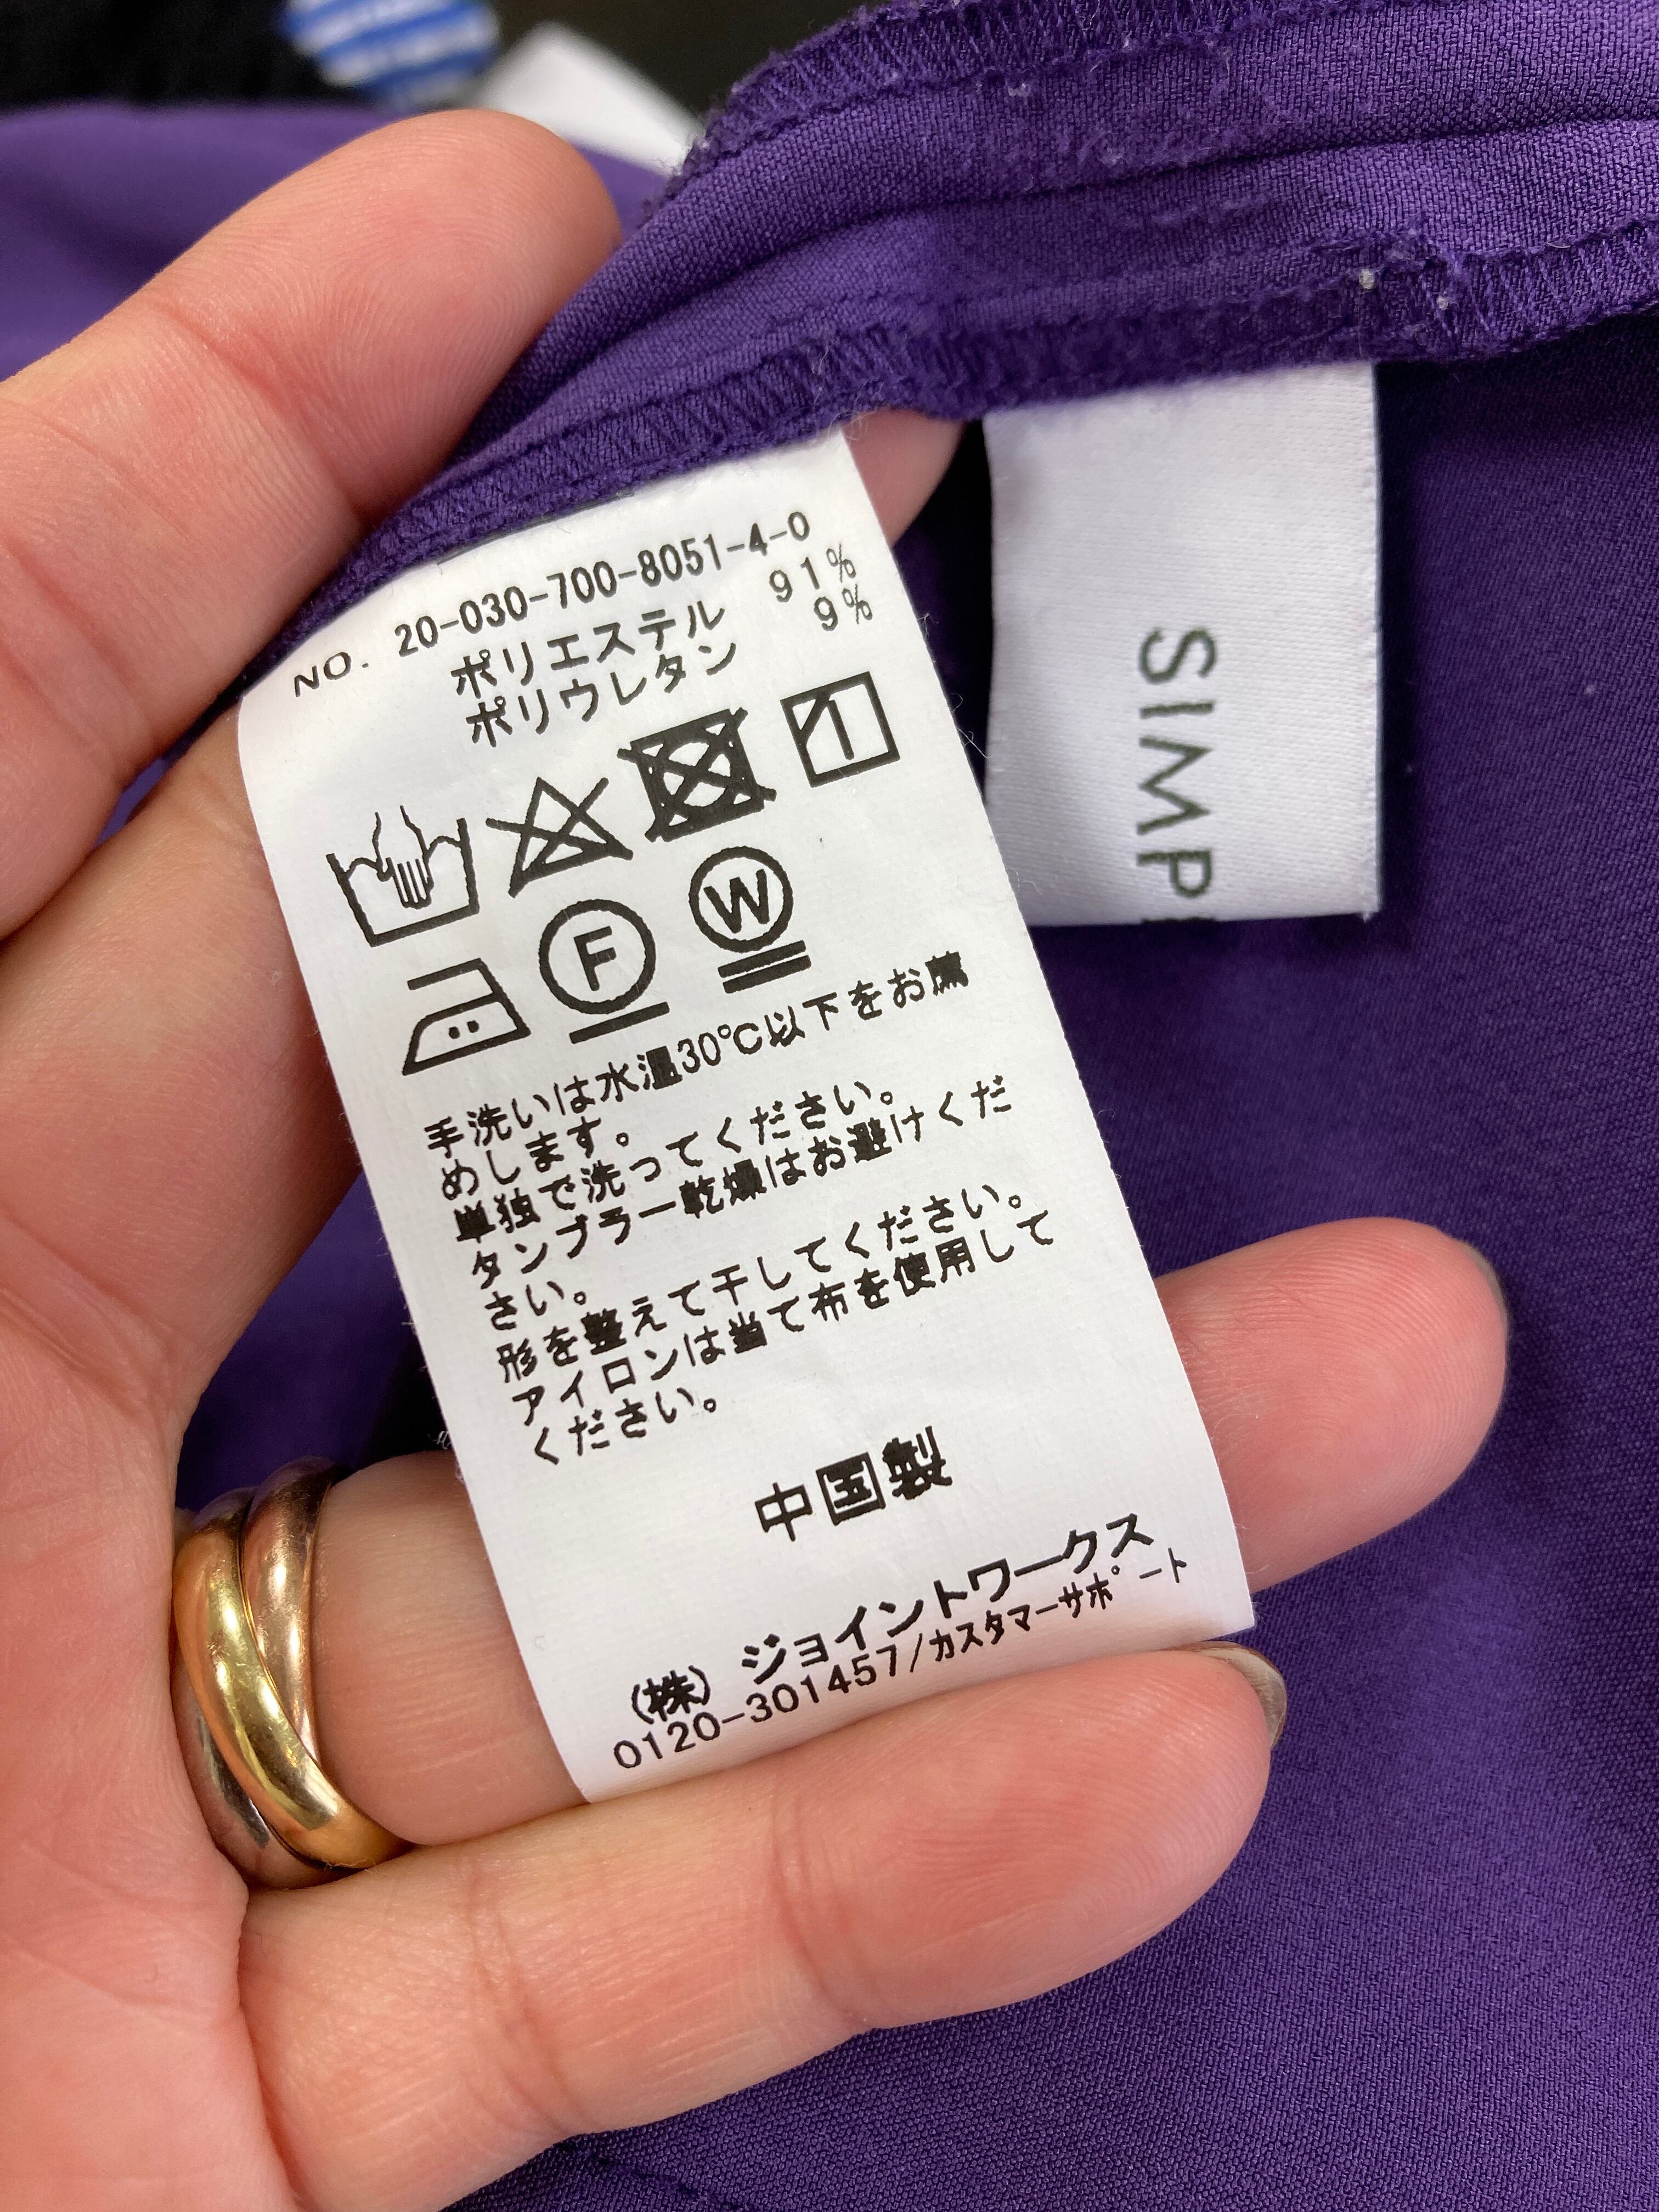 NO. 20-030-700-8051-4-0
ポリエステル 91%
ポリウレタン 9%
F
W
手洗いは水温30℃以下をお薦
めします。
単独で洗ってください。
タンブラー乾燥はお避けくだ
さい。
形を整えて干してください。
アイロンは当て布を使用して
ください。
中国製
(株) ジョイントワークス
0120-301457/カスタマーサポート
SIMP